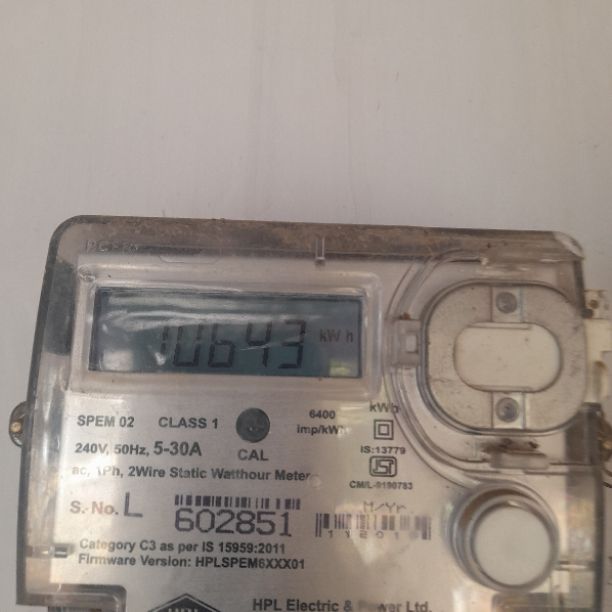 10643 kWh
SPEM 02 CLASS 1 6400 imp/kWh kWh
240V, 50Hz, 5-30A CAL IS:13779
ac, 1Ph, 2Wire Static Watthour Meter
CM/L-9190783
S. No. L 602851 M/Yr
Category C3 as per IS 15959:2011
Firmware Version: HPLSPEM6XXX01
HPL Electric & Power Ltd.